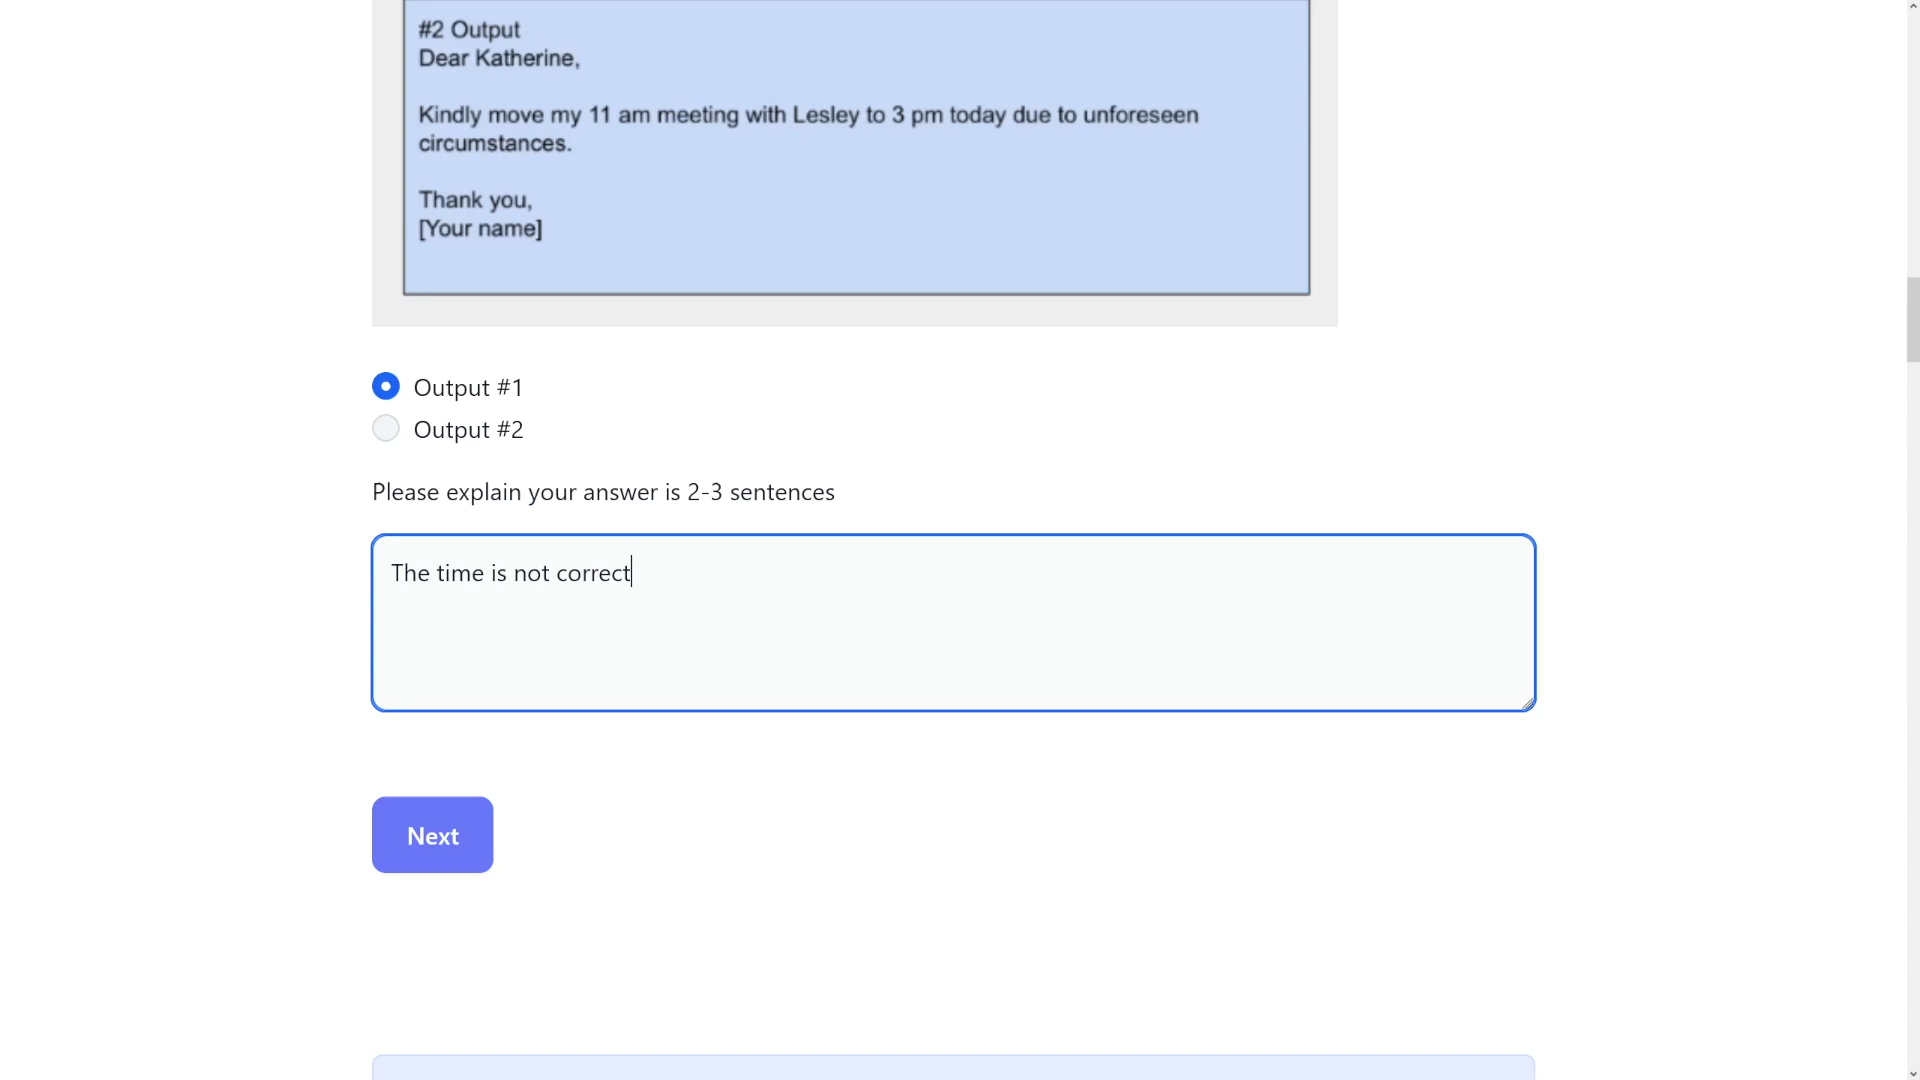 #2 Output
Dear Katherine,
Kindly move my 11 am meeting with Lesley to 3 pm today due to unforeseen
circumstances.
Thank you,
[Your name]
Output #1
Output #2
Please explain your answer is 2-3 sentences
The time is not correct
Next